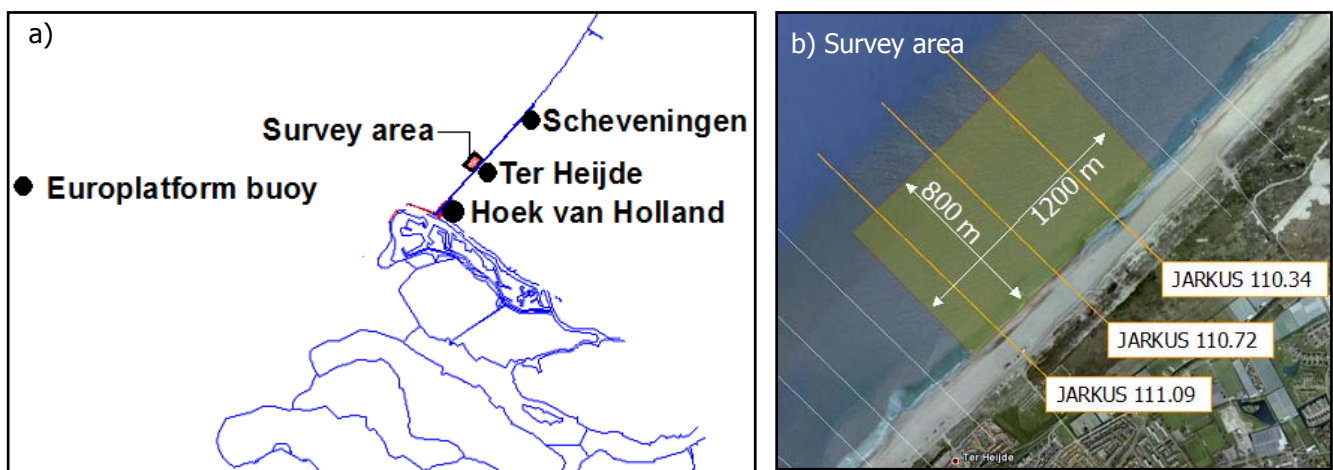 a)
Scheveningen
Survey area
Ter Heijde
Europlatform buoy
Hoek van Holland
b) Survey area
800 m
1200 m
JARKUS 110.34
JARKUS 110.72
JARKUS 111.09
Ter Heijde